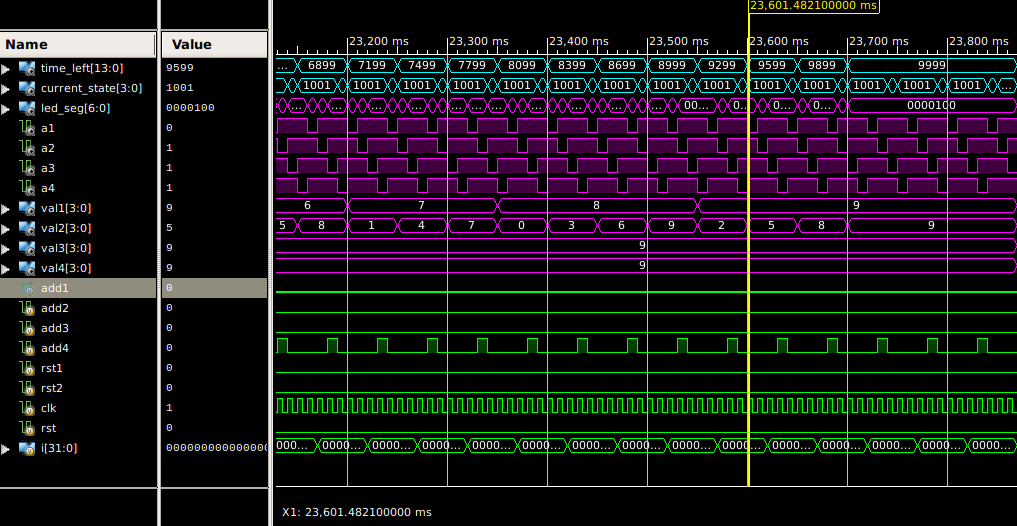 23,601.482100000 ms
Name Value 23,200 ms 23,300 ms 23,400 ms 23,500 ms 23,600 ms 23,700 ms 23,800 ms
time_left[13:0] 9599 ... 6899 7199 7499 7799 8099 8399 8699 8999 9299 9599 9899 9999
current_state[3:0] 1001 1001 1001 1001 1001 1001 1001 1001 1001 1001 1001 1001 1001 1001 1001 ...
led_seg[6:0] 0000100 ... ... ... ... ... ... ... 00... 0... ... 0... 0000100
a1 0
a2 1
a3 1
a4 1
val1[3:0] 9 6 7 8 9
val2[3:0] 5 5 8 1 4 7 0 3 6 9 2 5 8 9
val3[3:0] 9 9
val4[3:0] 9 9
add1 0
add2 0
add3 0
add4 0
rst1 0
rst2 0
clk 1
rst 0
i[31:0] 0000000000000000 000... 0000... 0000... 0000... 0000... 0000... 0000... 0000... 0000... 0000... 0000... 0000... 0000... 0000... 0000...
X1: 23,601.482100000 ms